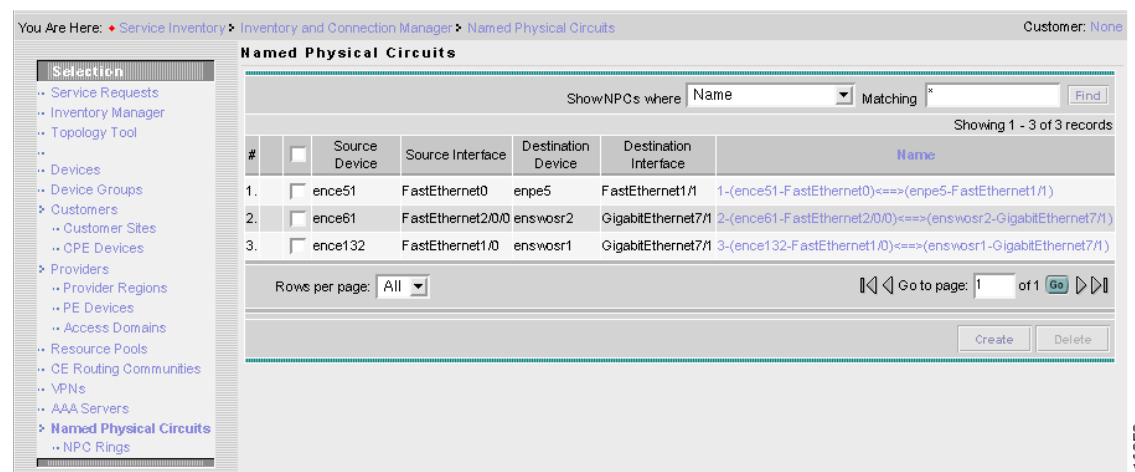 You Are Here: ♦ Service Inventory > Inventory and Connection Manager > Named Physical Circuits Customer: None
Named Physical Circuits
Selection
Service Requests
Inventory Manager
Topology Tool
Devices
Device Groups
Customers
Customer Sites
CPE Devices
Providers
Provider Regions
PE Devices
Access Domains
Resource Pools
CE Routing Communities
VPNs
AAA Servers
Named Physical Circuits
NPC Rings
Show NPCs where Name Matching * Find
Showing 1 - 3 of 3 records
# Source Device Source Interface Destination Device Destination Interface Name
1. ence51 FastEthernet0 enpe5 FastEthernet1/1 1-(ence51-FastEthernet0)<==>(enpe5-FastEthernet1/1)
2. ence61 FastEthernet2/0/0 enswosr2 GigabitEthernet7/1 2-(ence61-FastEthernet2/0/0)<==>(enswosr2-GigabitEthernet7/1)
3. ence132 FastEthernet1/0 enswosr1 GigabitEthernet7/1 3-(ence132-FastEthernet1/0)<==>(enswosr1-GigabitEthernet7/1)
Rows per page: All Go to page: 1 of 1 Go
Create Delete